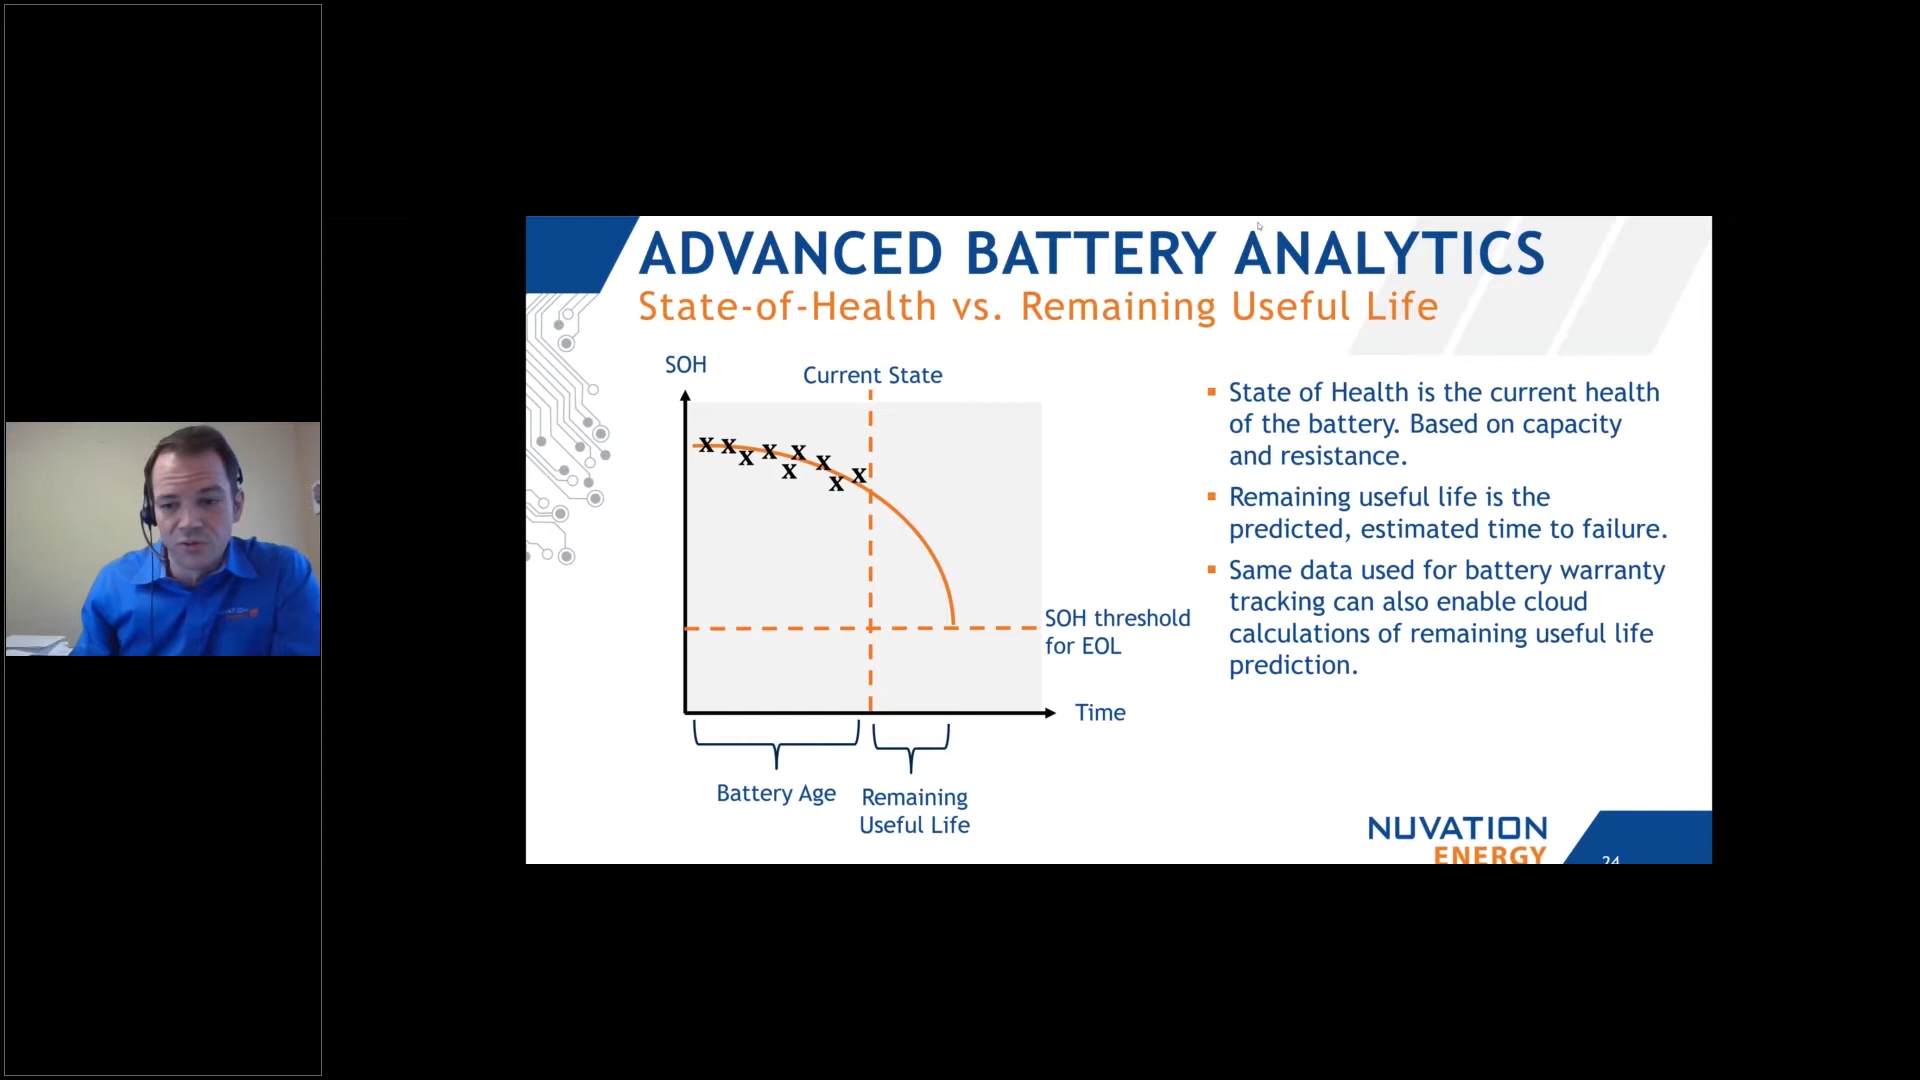 ADVANCED BATTERY ANALYTICS
State-of-Health vs. Remaining Useful Life
SOH
Current State
x x x x x x x x x
SOH threshold
for EOL
Time
Battery Age
Remaining
Useful Life
▪ State of Health is the current health
of the battery. Based on capacity
and resistance.
▪ Remaining useful life is the
predicted, estimated time to failure.
▪ Same data used for battery warranty
tracking can also enable cloud
calculations of remaining useful life
prediction.
NUVATION
ENERGY
24